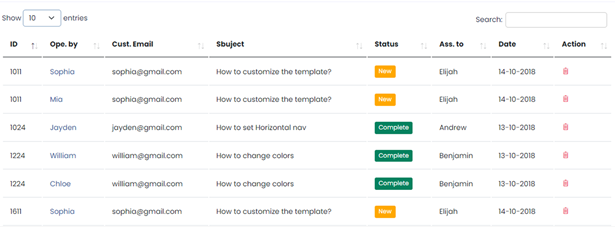 Show 10 entries Search:
ID Ope. by Cust. Email Sbuject Status Ass. to Date Action
1011 Sophia sophia@gmail.com How to customize the template? New Elijah 14-10-2018
1011 Mia sophia@gmail.com How to customize the template? New Elijah 14-10-2018
1024 Jayden jayden@gmail.com How to set Horizontal nav Complete Andrew 13-10-2018
1224 William william@gmail.com How to change colors Complete Benjamin 13-10-2018
1224 Chloe william@gmail.com How to change colors Complete Benjamin 13-10-2018
1611 Sophia sophia@gmail.com How to customize the template? New Elijah 14-10-2018